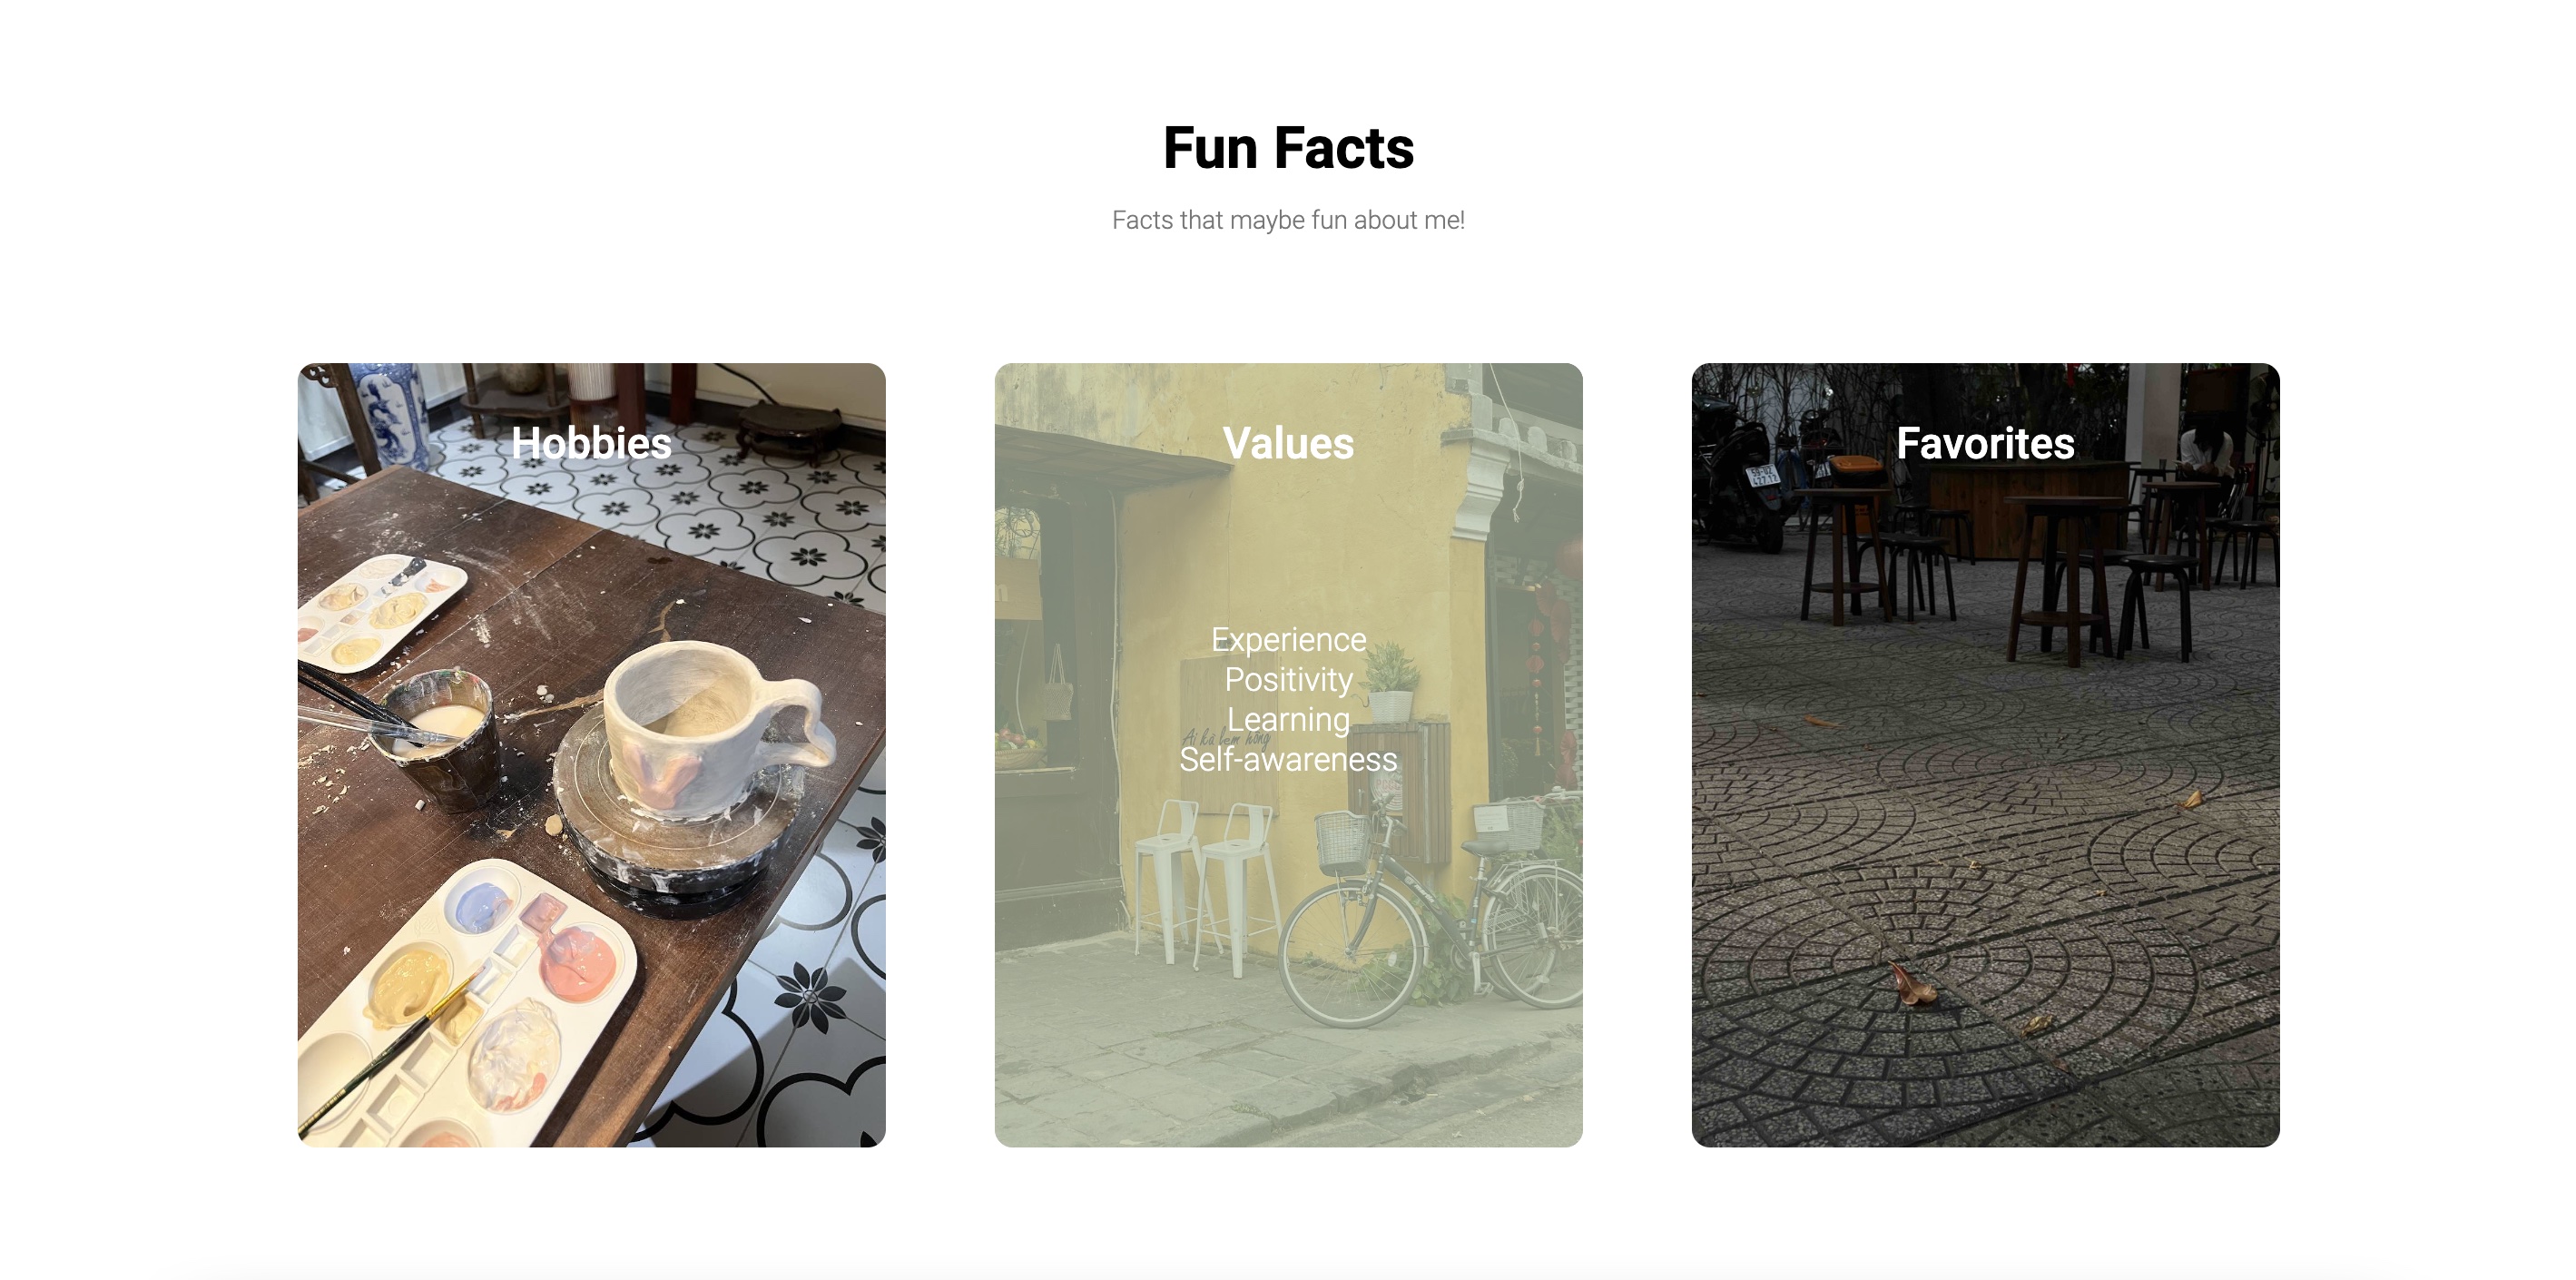 Fun Facts
Facts that maybe fun about me!
Hobbies
Values
Favorites
Experience
Positivity
Learning
Self-awareness